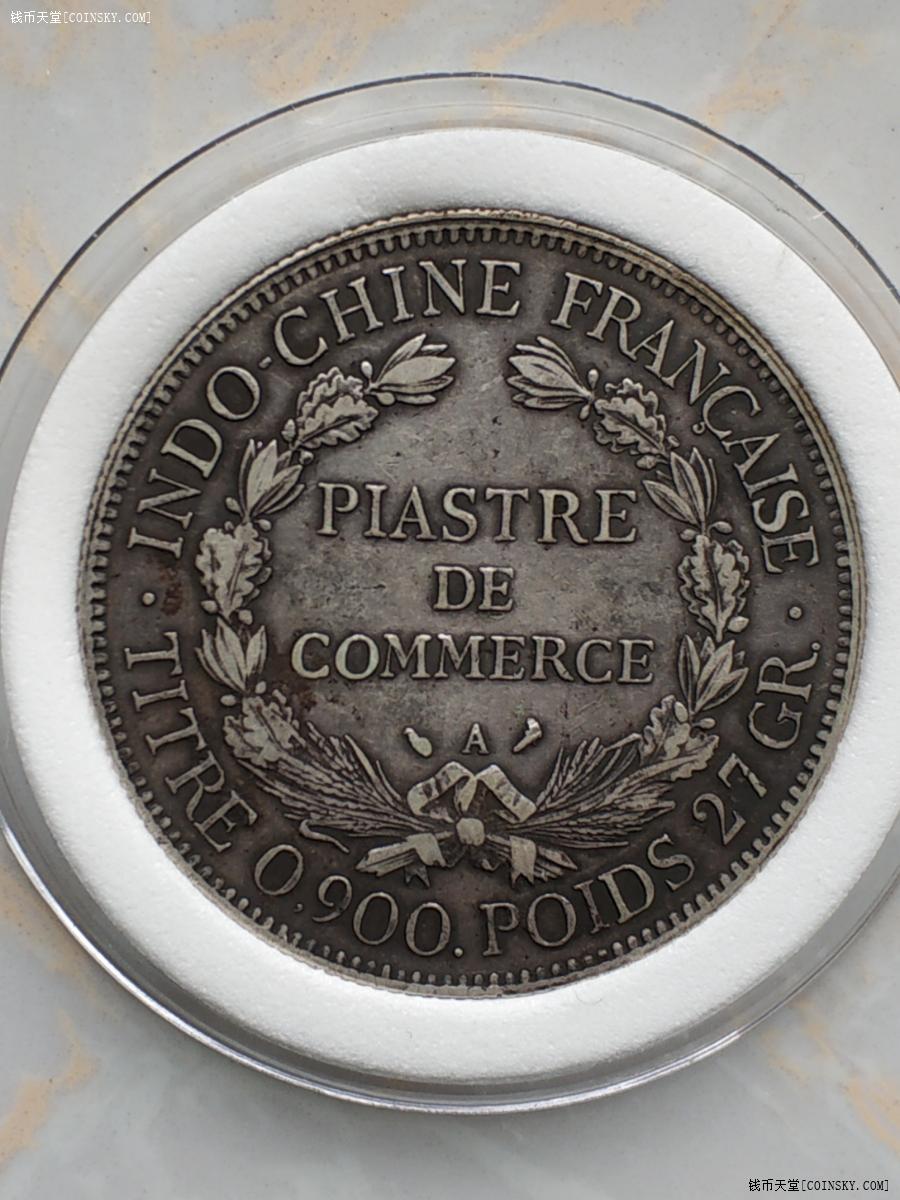 钱币天堂[COINSKY.COM]
· INDO-CHINE FRANÇAISE ·
PIASTRE
DE
COMMERCE
A
TITRE 0,900. POIDS 27 GR.
钱币天堂[COINSKY.COM]